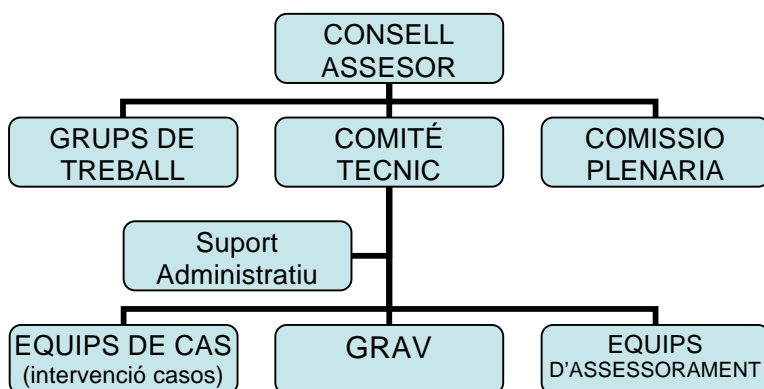 CONSELL
ASSESOR
GRUPS DE
TREBALL
COMITÉ
TECNIC
COMISSIO
PLENARIA
Suport
Administratiu
EQUIPS DE CAS
(intervenció casos)
GRAV
EQUIPS
D'ASSESSORAMENT